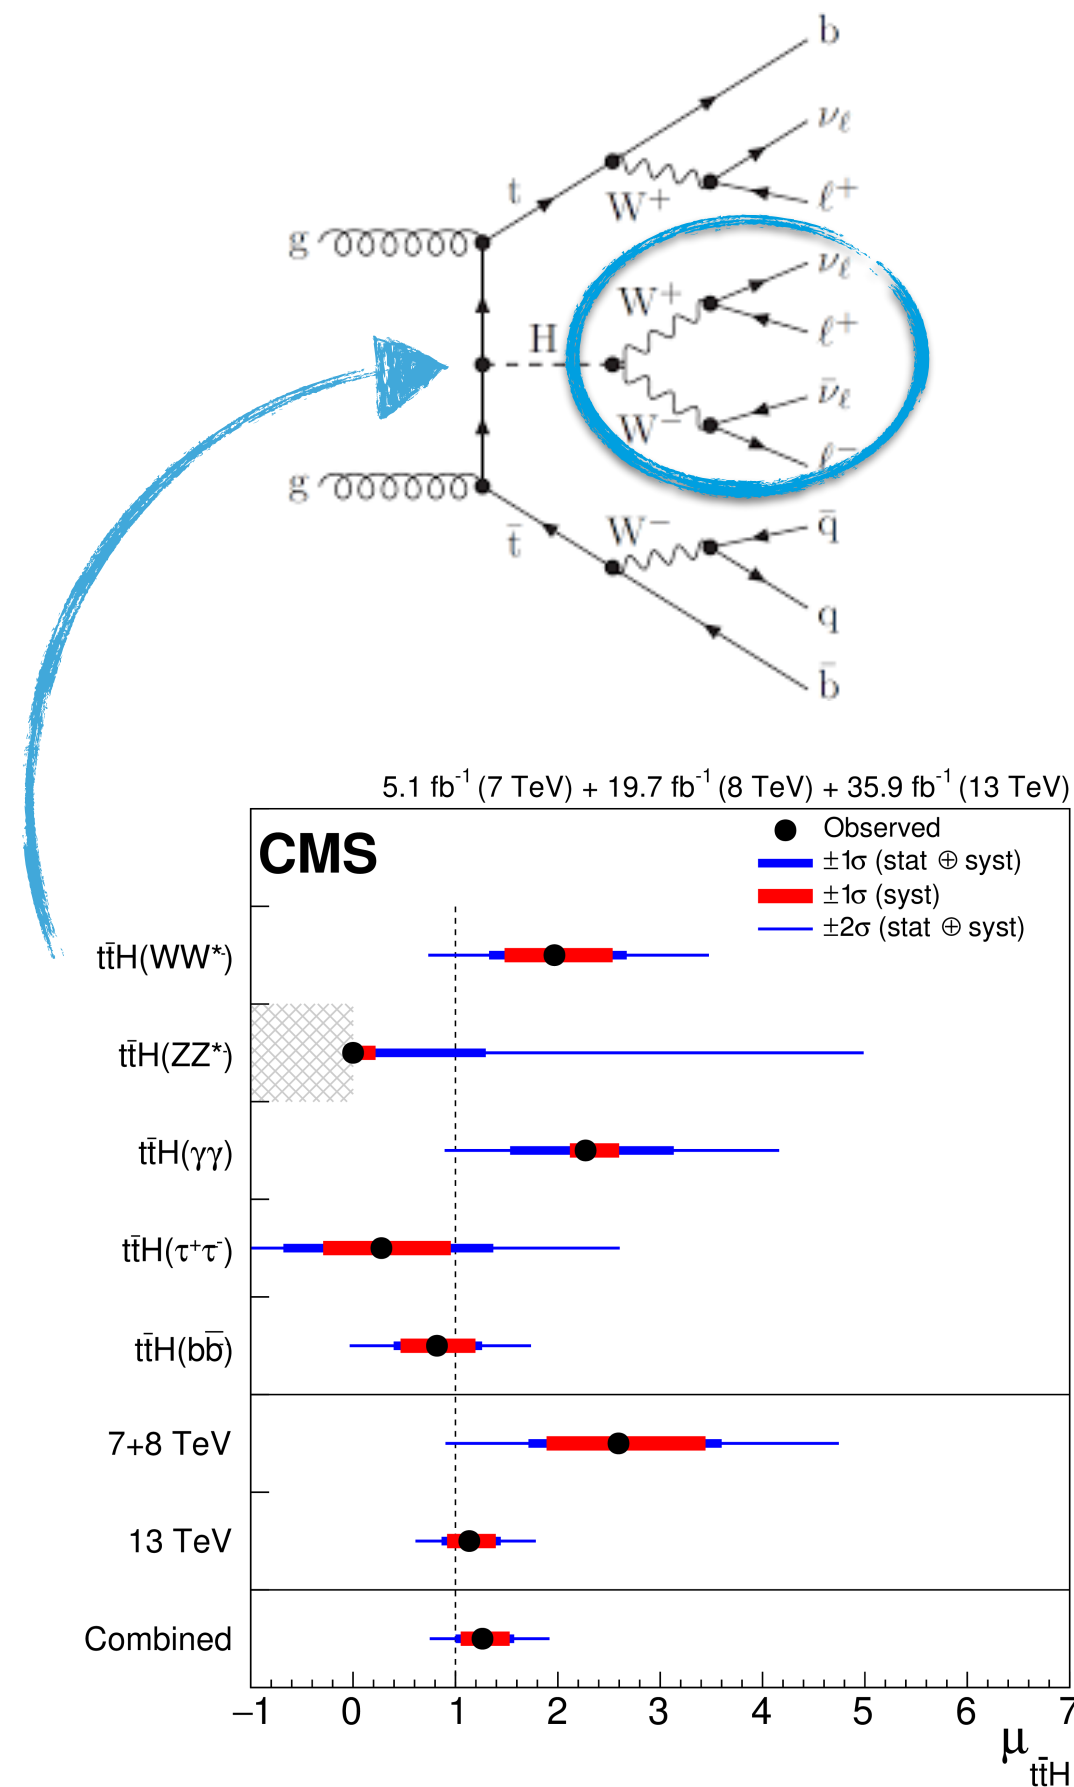 b
νℓ
t
W⁺
ℓ⁺
g
νℓ
W⁺
ℓ⁺
H
ν̄ℓ
W⁻
ℓ⁻
g
q̄
t̄
W⁻
q
b̄
5.1 fb⁻¹ (7 TeV) + 19.7 fb⁻¹ (8 TeV) + 35.9 fb⁻¹ (13 TeV)
CMS
Observed
±1σ (stat ⊕ syst)
±1σ (syst)
±2σ (stat ⊕ syst)
tt̄H(WW*)
tt̄H(ZZ*)
tt̄H(γγ)
tt̄H(τ⁺τ⁻)
tt̄H(bb̄)
7+8 TeV
13 TeV
Combined
−1 0 1 2 3 4 5 6 7
μtt̄H